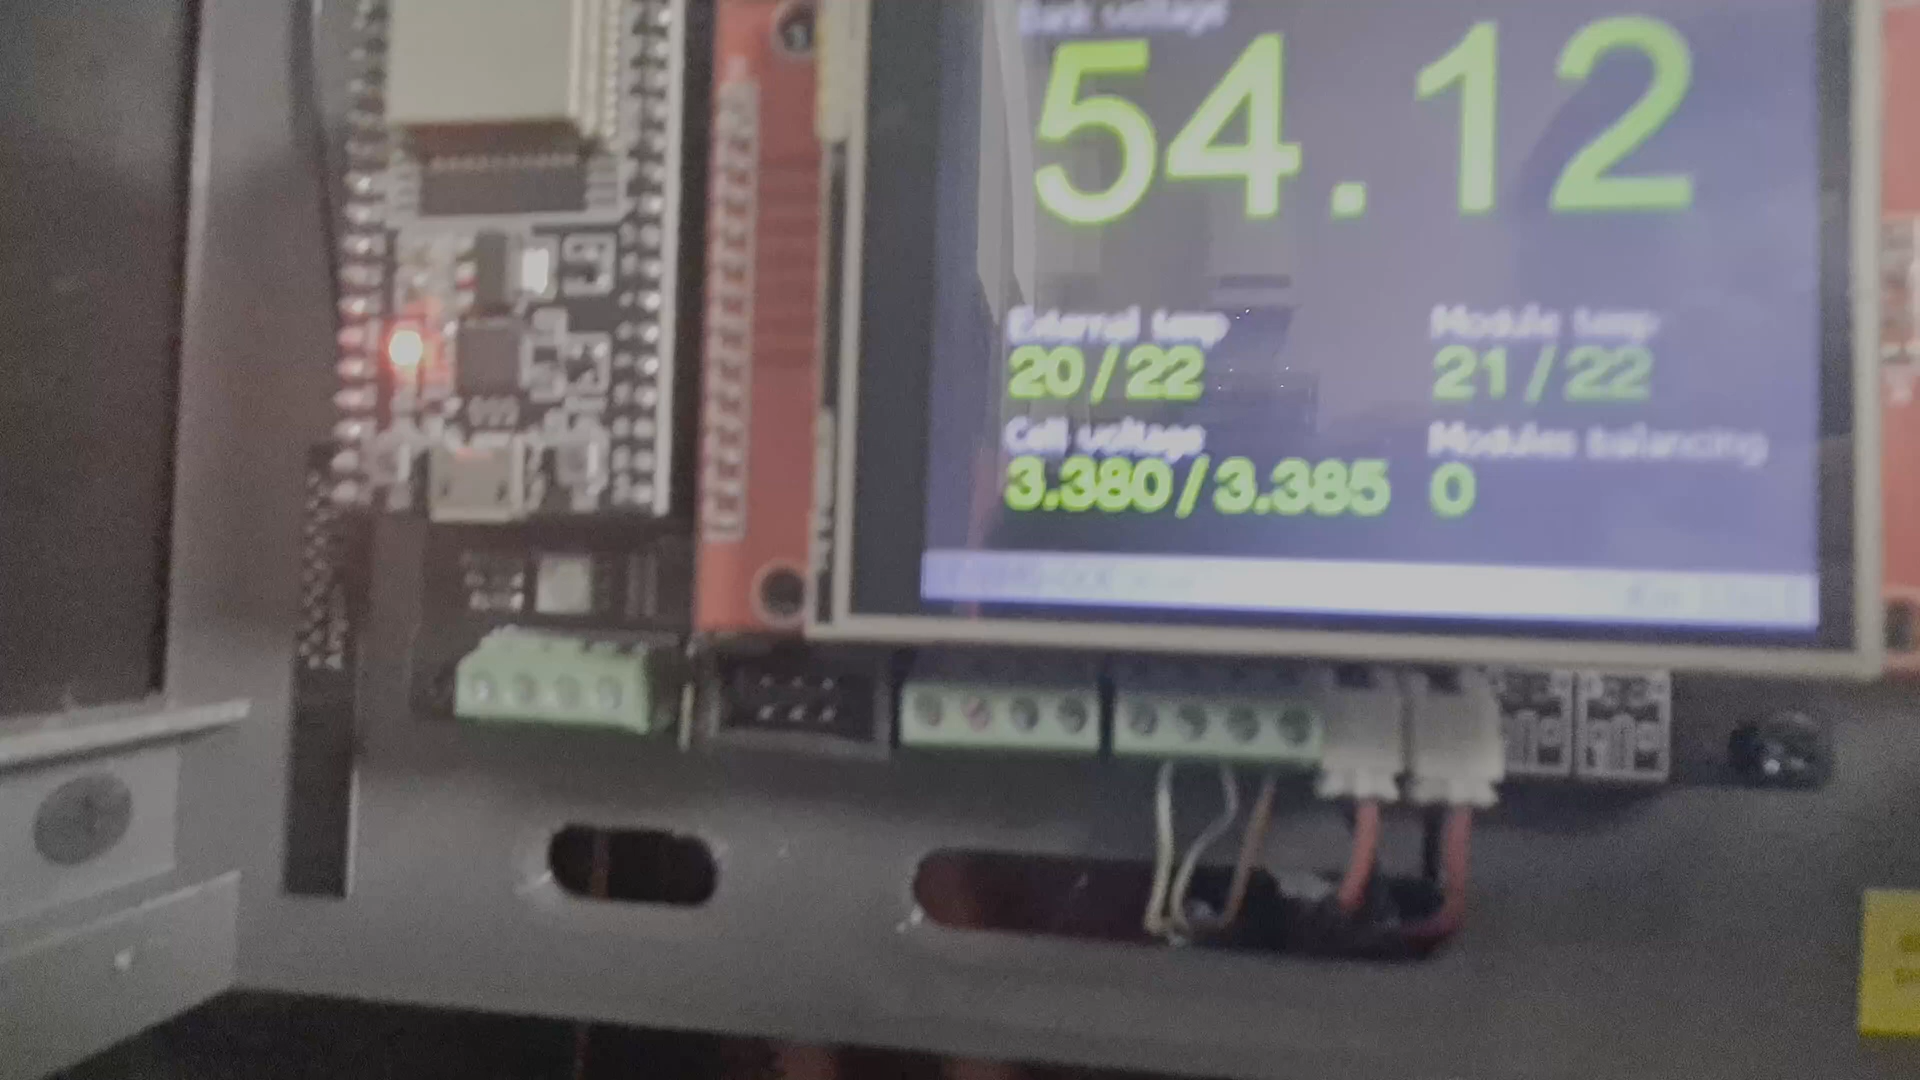 Bank voltage
54.12
External temp Module temp
20/22 21/22
Cell voltage Modules balancing
3.380/3.385 0